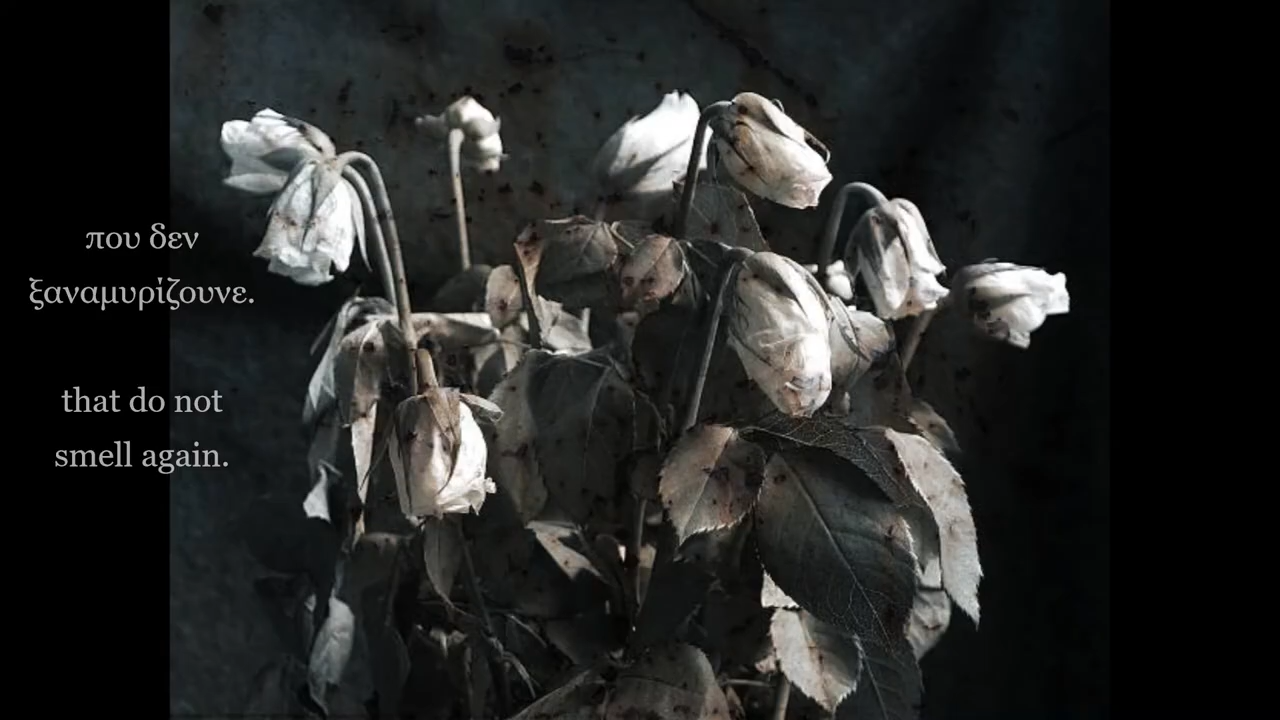 που δεν
ξαναμυρίζουνε.
that do not
smell again.